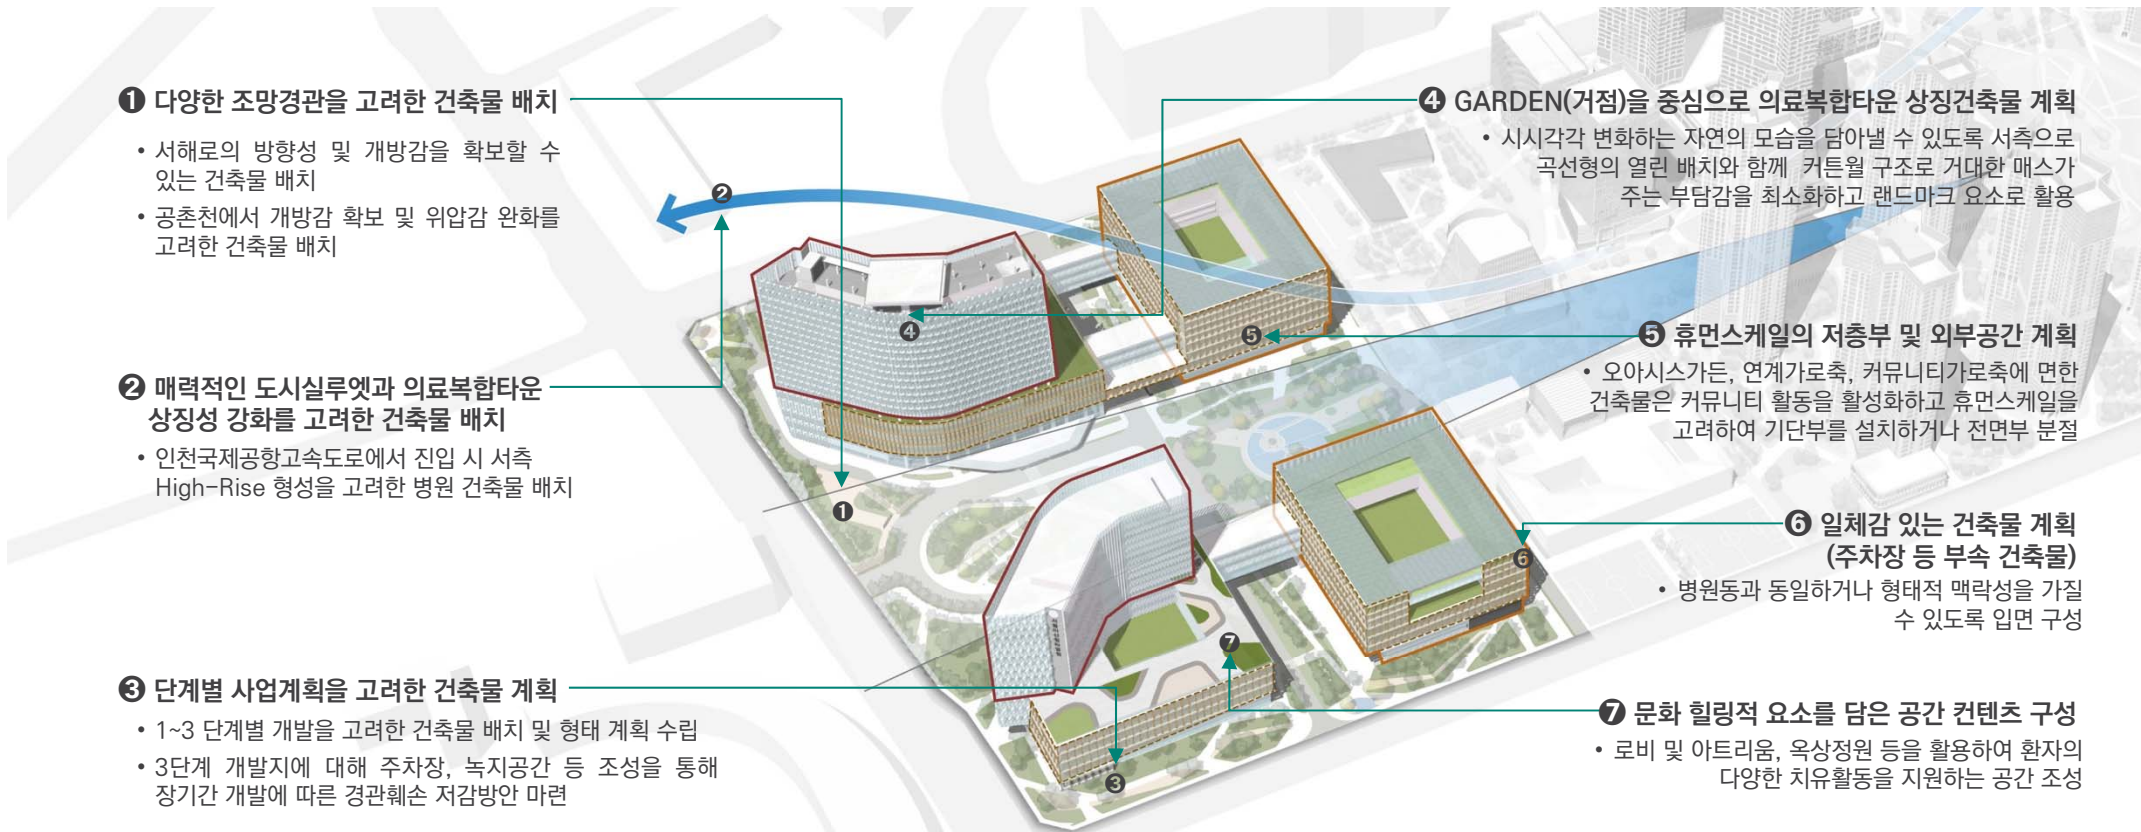 ❶ 다양한 조망경관을 고려한 건축물 배치
• 서해로의 방향성 및 개방감을 확보할 수
있는 건축물 배치
• 공촌천에서 개방감 확보 및 위압감 완화를
고려한 건축물 배치
❷ 매력적인 도시실루엣과 의료복합타운
상징성 강화를 고려한 건축물 배치
• 인천국제공항고속도로에서 진입 시 서측
High-Rise 형성을 고려한 병원 건축물 배치
❸ 단계별 사업계획을 고려한 건축물 계획
• 1~3 단계별 개발을 고려한 건축물 배치 및 형태 계획 수립
• 3단계 개발지에 대해 주차장, 녹지공간 등 조성을 통해
장기간 개발에 따른 경관훼손 저감방안 마련
❹ GARDEN(거점)을 중심으로 의료복합타운 상징건축물 계획
• 시시각각 변화하는 자연의 모습을 담아낼 수 있도록 서측으로
곡선형의 열린 배치와 함께 커튼월 구조로 거대한 매스가
주는 부담감을 최소화하고 랜드마크 요소로 활용
❺ 휴먼스케일의 저층부 및 외부공간 계획
• 오아시스가든, 연계가로축, 커뮤니티가로축에 면한
건축물은 커뮤니티 활동을 활성화하고 휴먼스케일을
고려하여 기단부를 설치하거나 전면부 분절
❻ 일체감 있는 건축물 계획
(주차장 등 부속 건축물)
• 병원동과 동일하거나 형태적 맥락성을 가질
수 있도록 입면 구성
❼ 문화 힐링적 요소를 담은 공간 컨텐츠 구성
• 로비 및 아트리움, 옥상정원 등을 활용하여 환자의
다양한 치유활동을 지원하는 공간 조성
❷
❹
❺
❶
❻
❼
❸